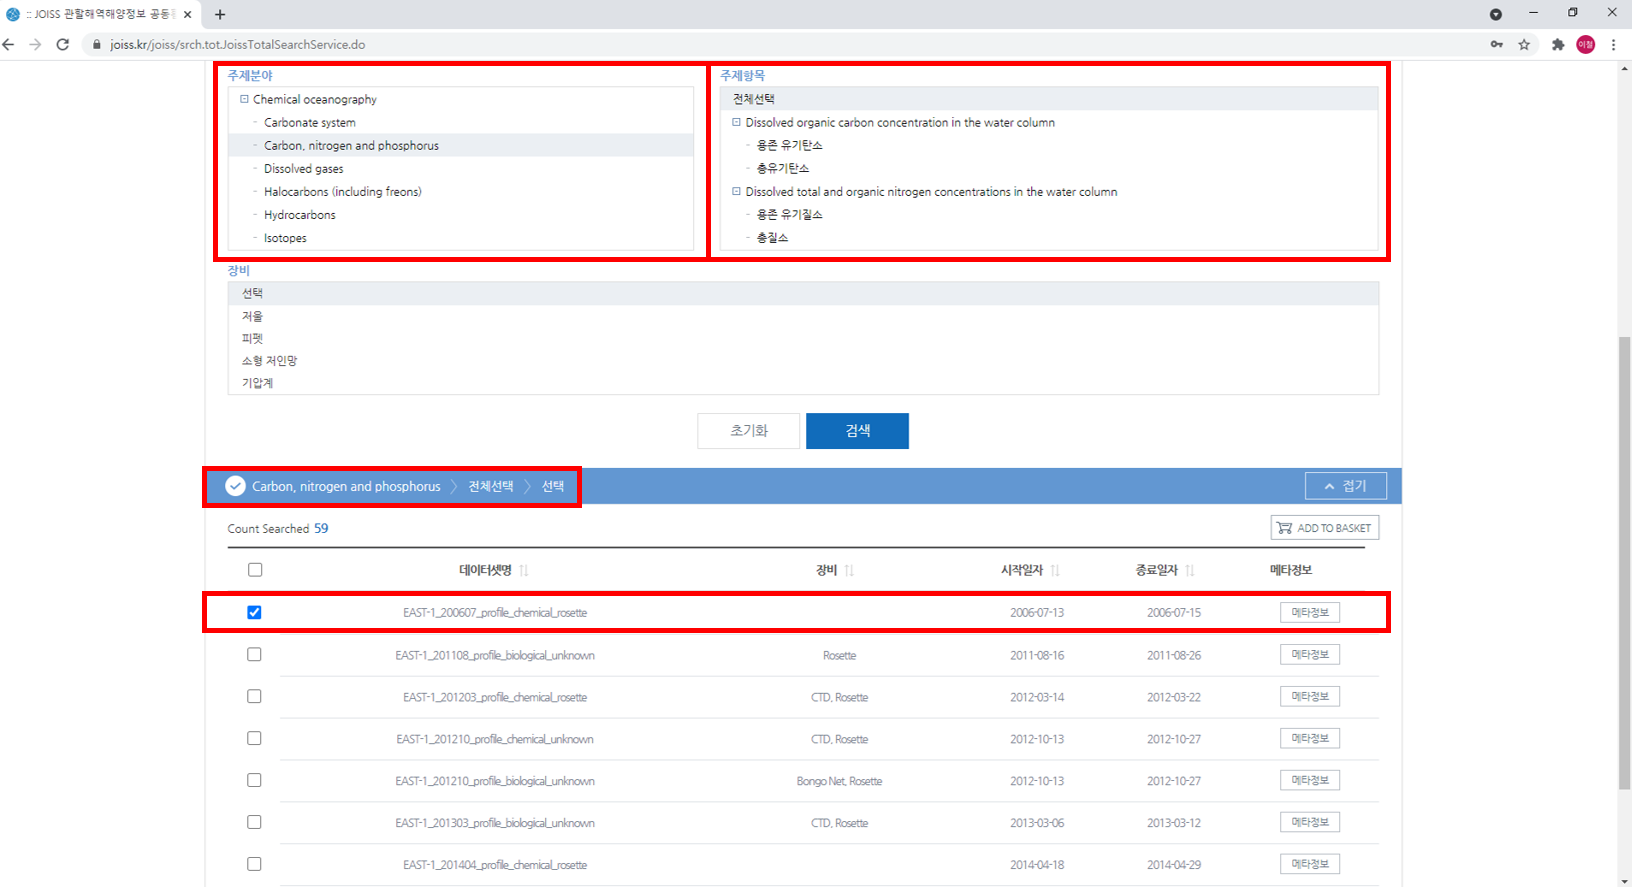 :: JOISS 관할해역해양정보 공동
joiss.kr/joiss/srch.tot.JoissTotalSearchService.do
이철
주제분야
Chemical oceanography
Carbonate system
Carbon, nitrogen and phosphorus
Dissolved gases
Halocarbons (including freons)
Hydrocarbons
Isotopes
주제항목
전체선택
Dissolved organic carbon concentration in the water column
용존 유기탄소
총유기탄소
Dissolved total and organic nitrogen concentrations in the water column
용존 유기질소
총질소
장비
선택
저울
피펫
소형 저인망
기압계
초기화 검색
Carbon, nitrogen and phosphorus 전체선택 선택 접기
Count Searched 59 ADD TO BASKET
데이터셋명 장비 시작일자 종료일자 메타정보
EAST-1_200607_profile_chemical_rosette 2006-07-13 2006-07-15 메타정보
EAST-1_201108_profile_biological_unknown Rosette 2011-08-16 2011-08-26 메타정보
EAST-1_201203_profile_chemical_rosette CTD, Rosette 2012-03-14 2012-03-22 메타정보
EAST-1_201210_profile_chemical_unknown CTD, Rosette 2012-10-13 2012-10-27 메타정보
EAST-1_201210_profile_biological_unknown Bongo Net, Rosette 2012-10-13 2012-10-27 메타정보
EAST-1_201303_profile_biological_unknown CTD, Rosette 2013-03-06 2013-03-12 메타정보
EAST-1_201404_profile_chemical_rosette 2014-04-18 2014-04-29 메타정보